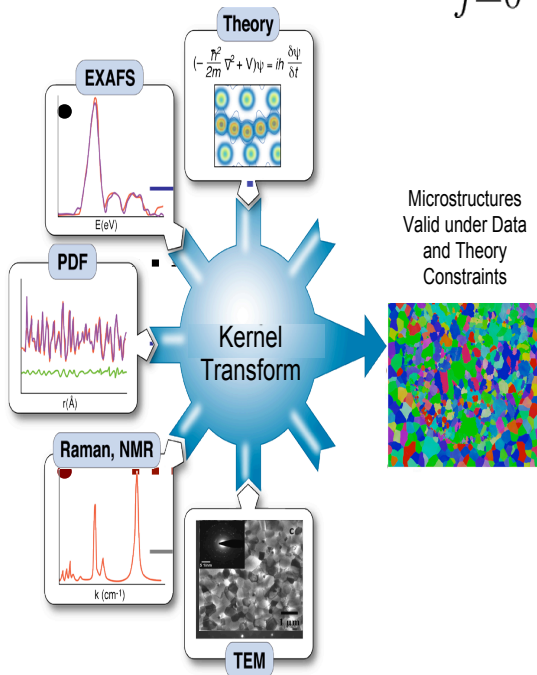 j=0
Theory
(- ℏ²/2m ∇² + V)ψ = iℏ δψ/δt
EXAFS
E(eV)
Microstructures
Valid under Data
and Theory
Constraints
PDF
r(Å)
Kernel
Transform
Raman, NMR
k (cm-1)
c
1 µm
TEM